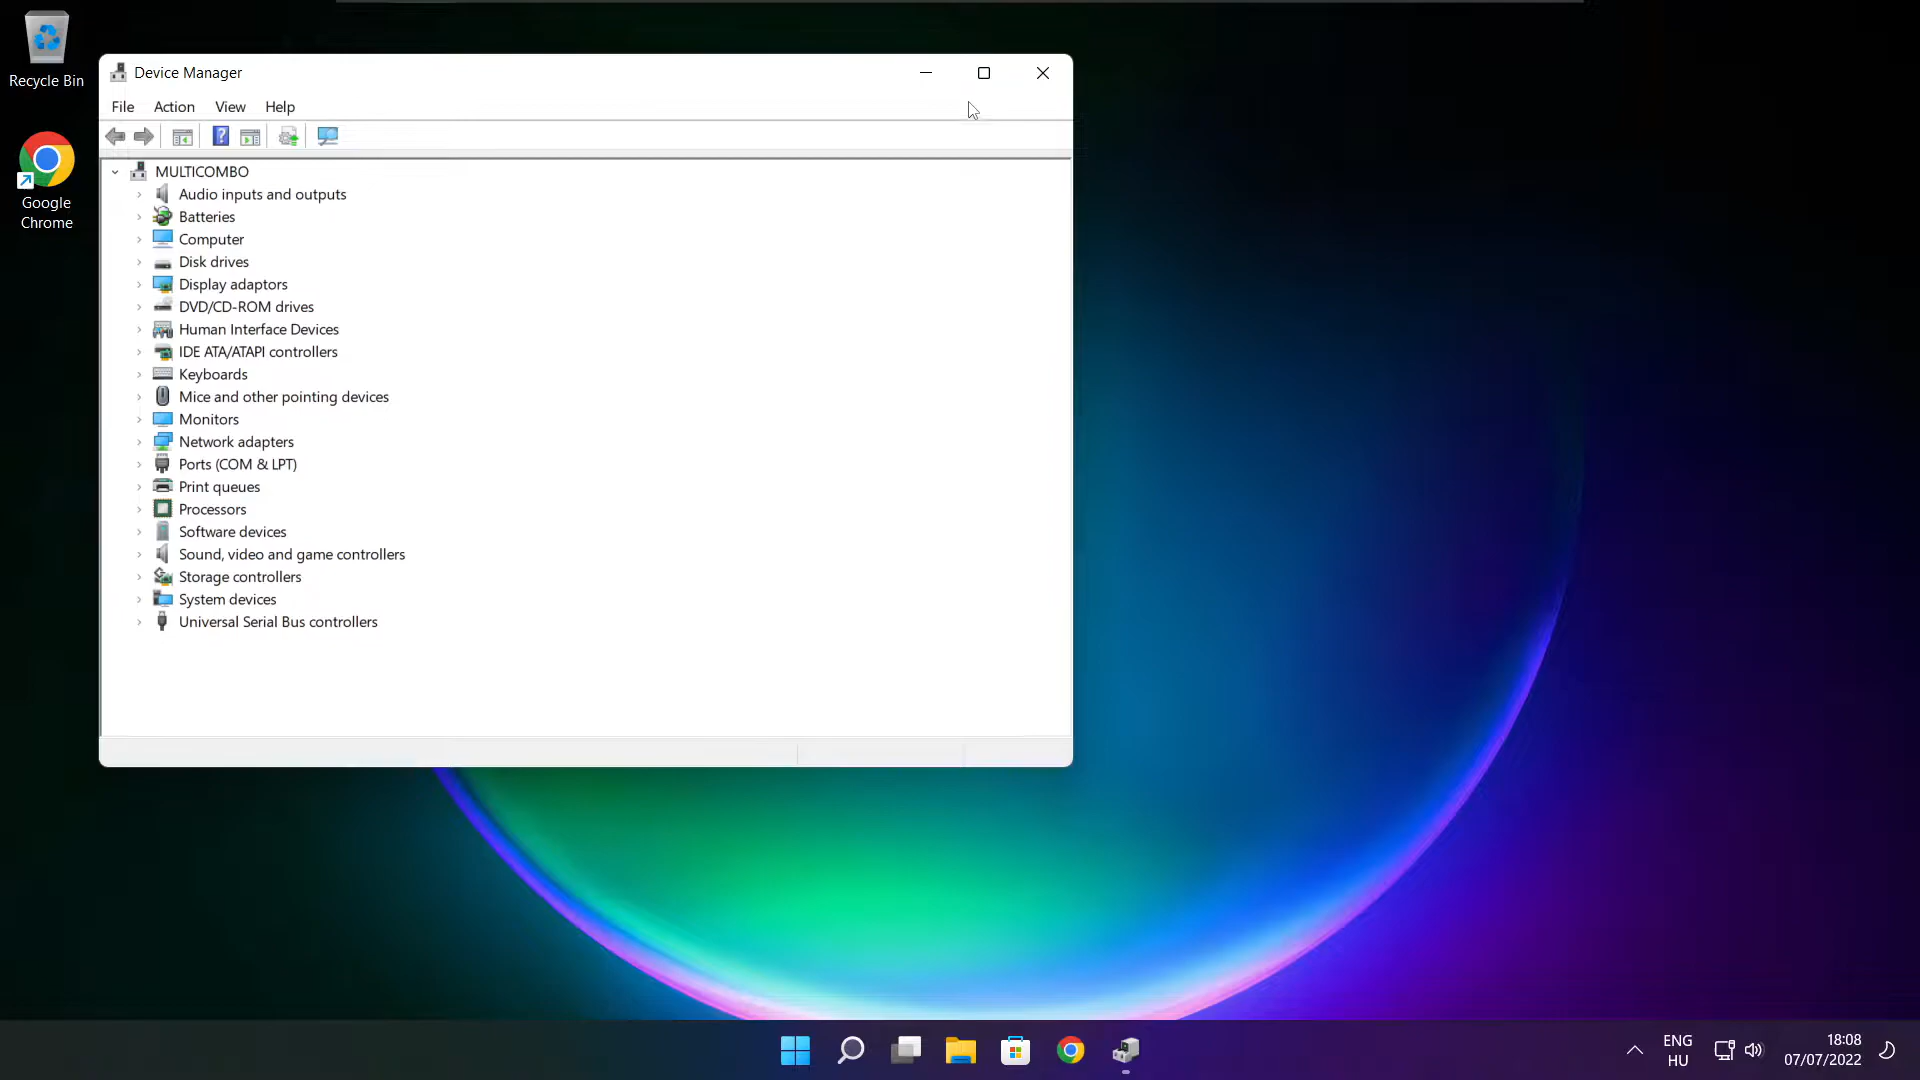 Recycle Bin
Google
Chrome
Device Manager
File Action View Help
MULTICOMBO
Audio inputs and outputs
Batteries
Computer
Disk drives
Display adaptors
DVD/CD-ROM drives
Human Interface Devices
IDE ATA/ATAPI controllers
Keyboards
Mice and other pointing devices
Monitors
Network adapters
Ports (COM & LPT)
Print queues
Processors
Software devices
Sound, video and game controllers
Storage controllers
System devices
Universal Serial Bus controllers
ENG
HU
18:08
07/07/2022